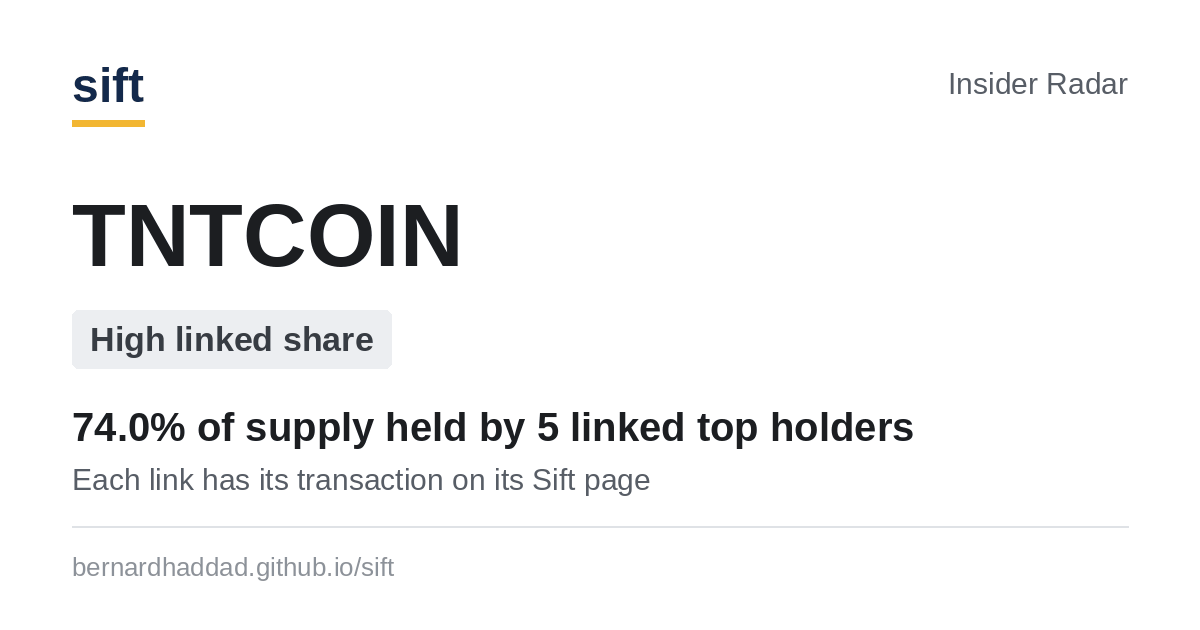 sift
Insider Radar
TNTCOIN
High linked share
74.0% of supply held by 5 linked top holders
Each link has its transaction on its Sift page
bernardhaddad.github.io/sift